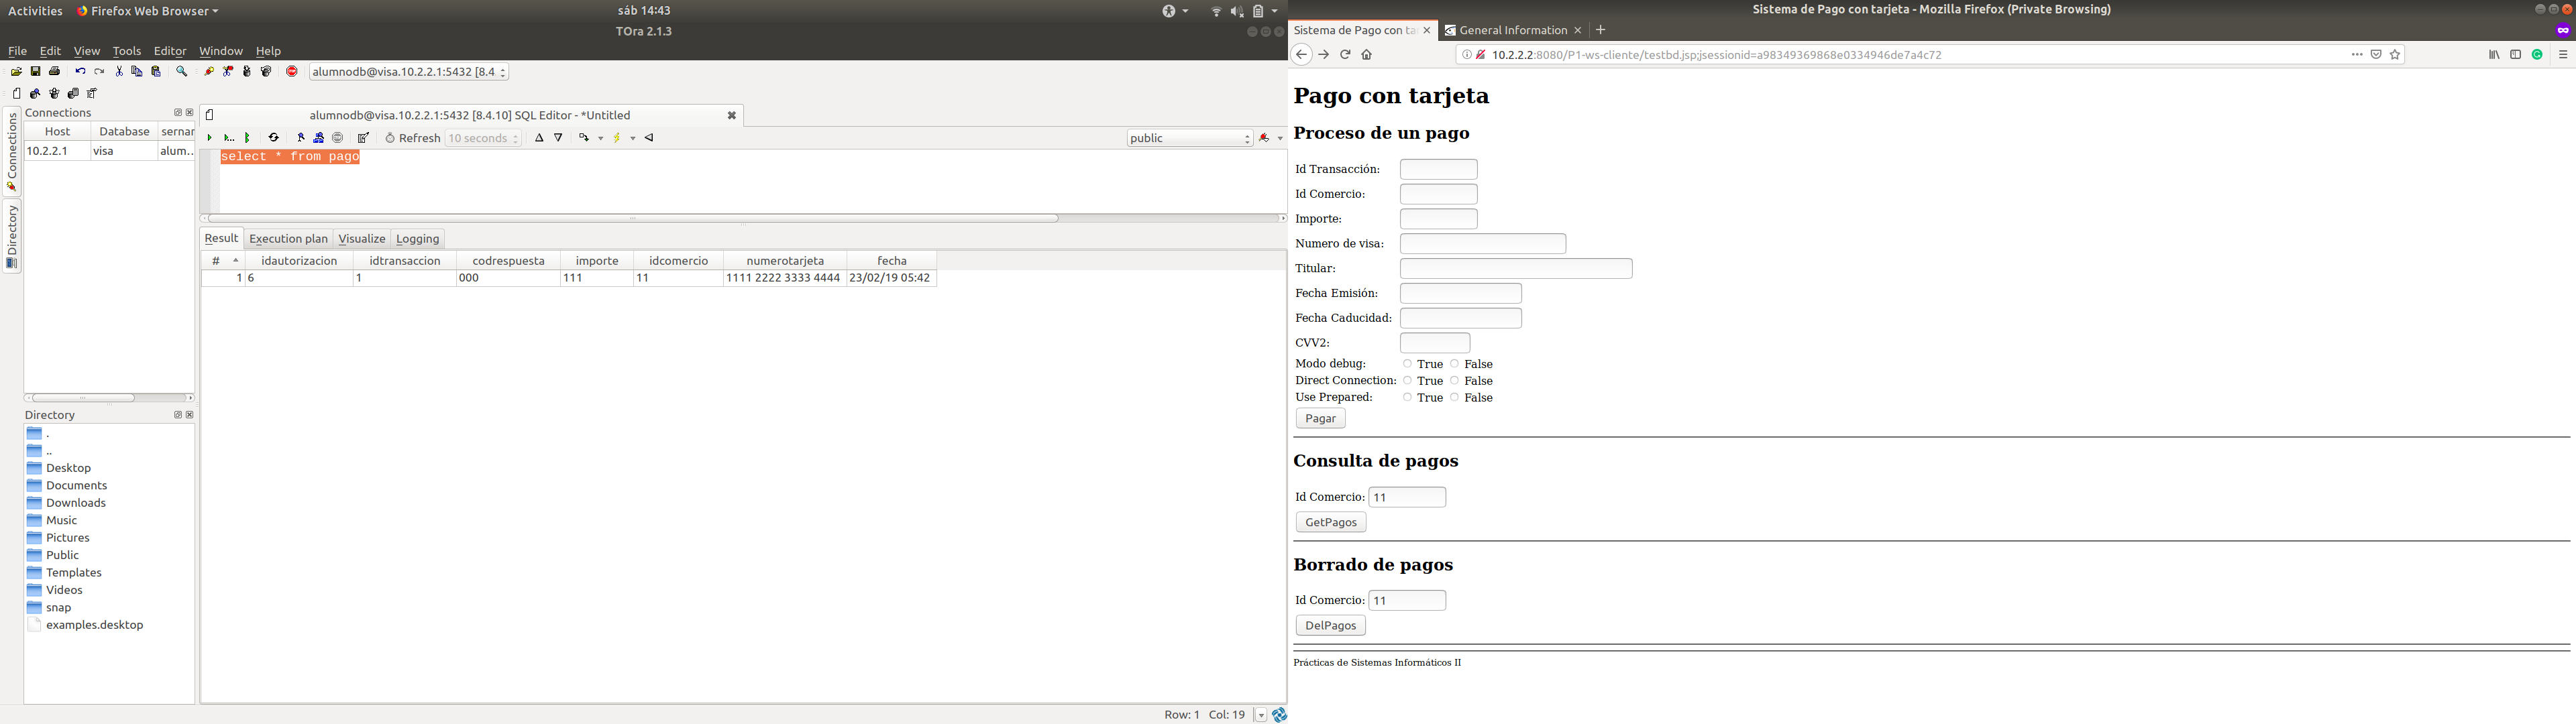 Activities Firefox Web Browser sáb 14:43
TOra 2.1.3
File Edit View Tools Editor Window Help
alumnodb@visa.10.2.2.1:5432 [8.4
Connections
Directory
Connections
Host Database sernar
10.2.2.1 visa alum...
Directory
.
..
Desktop
Documents
Downloads
Music
Pictures
Public
Templates
Videos
snap
examples.desktop
alumnodb@visa.10.2.2.1:5432 [8.4.10] SQL Editor - *Untitled
Refresh 10 seconds public
select * from pago
Result Execution plan Visualize Logging
# idautorizacion idtransaccion codrespuesta importe idcomercio numerotarjeta fecha
1 6 1 000 111 11 1111 2222 3333 4444 23/02/19 05:42
Row: 1 Col: 19
Sistema de Pago con tarjeta - Mozilla Firefox (Private Browsing)
Sistema de Pago con ta General Information
10.2.2.2:8080/P1-ws-cliente/testbd.jsp;jsessionid=a98349369868e0334946de7a4c72
Pago con tarjeta
Proceso de un pago
Id Transacción:
Id Comercio:
Importe:
Numero de visa:
Titular:
Fecha Emisión:
Fecha Caducidad:
CVV2:
Modo debug: True False
Direct Connection: True False
Use Prepared: True False
Pagar
Consulta de pagos
Id Comercio: 11
GetPagos
Borrado de pagos
Id Comercio: 11
DelPagos
Prácticas de Sistemas Informáticos II